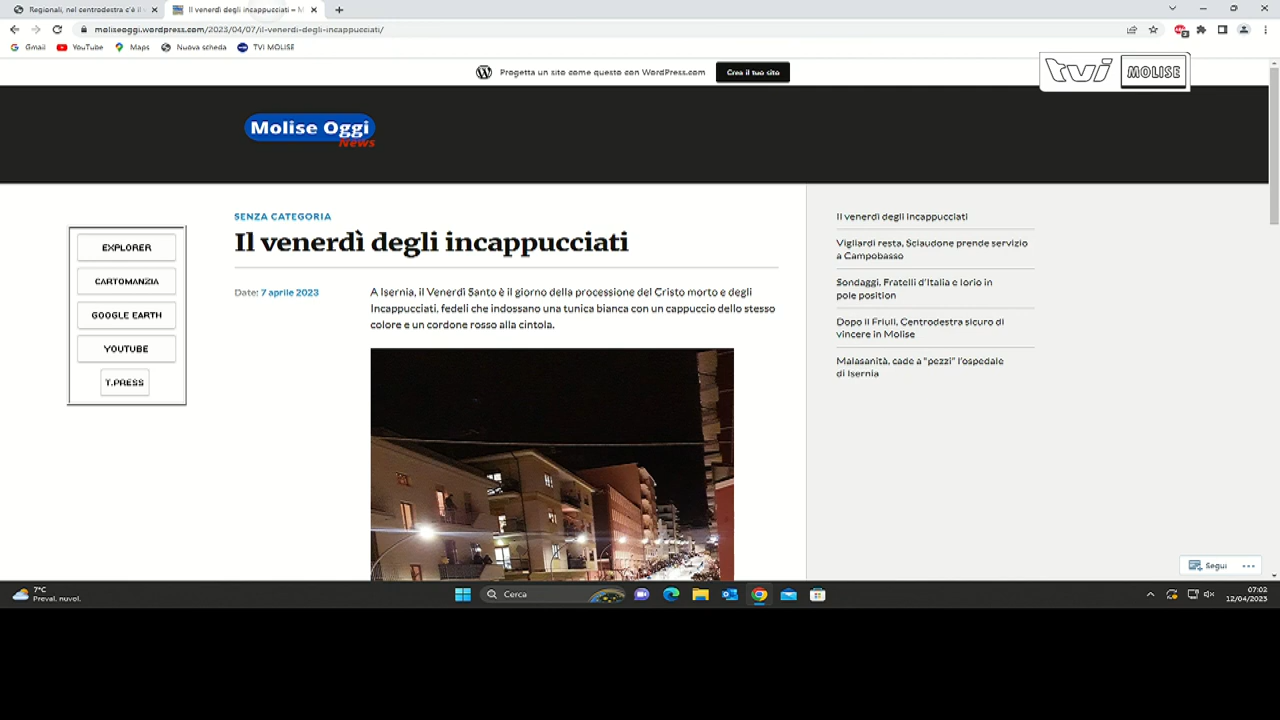 Regionali, nel centrodestra c'è il
Il venerdì degli incappucciati – M
moliseoggi.wordpress.com/2023/04/07/il-venerdi-degli-incappucciati/
Gmail
YouTube
Maps
Nuova scheda
TVI MOLISE
Progetta un sito come questo con WordPress.com
Crea il tuo sito
tvi MOLISE
Molise Oggi
News
SENZA CATEGORIA
Il venerdì degli incappucciati
Date: 7 aprile 2023
A Isernia, il Venerdì Santo è il giorno della processione del Cristo morto e degli
Incappucciati, fedeli che indossano una tunica bianca con un cappuccio dello stesso
colore e un cordone rosso alla cintola.
EXPLORER
CARTOMANZIA
GOOGLE EARTH
YOUTUBE
T.PRESS
Il venerdì degli incappucciati
Vigliardi resta, Sciaudone prende servizio
a Campobasso
Sondaggi, Fratelli d'Italia e Iorio in
pole position
Dopo il Friuli, Centrodestra sicuro di
vincere in Molise
Malasanità, cade a "pezzi" l'ospedale
di Isernia
Segui
7°C
Preval. nuvol.
Cerca
07:02
12/04/2023